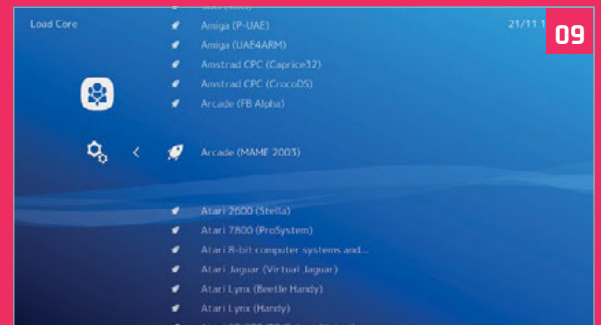 Load Core
21/11
09
Amiga (P-UAE)
Amiga (UAE4ARM)
Amstrad CPC (Caprice32)
Amstrad CPC (CrocoDS)
Arcade (FB Alpha)
Arcade (MAME 2003)
Atari 2600 (Stella)
Atari 7800 (ProSystem)
Atari 8-bit computer systems and...
Atari Jaguar (Virtual Jaguar)
Atari Lynx (Beetle Handy)
Atari Lynx (Handy)